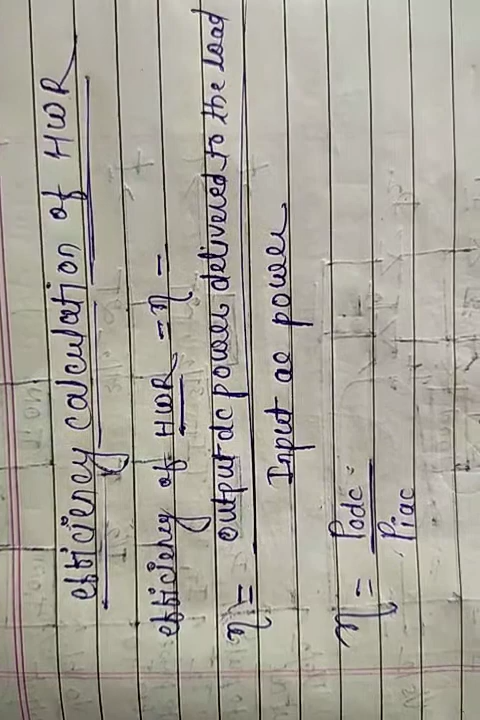 efficiency calculation of HWR
efficiency of HWR - η -
η = output dc power delivered to the load
Input ac power
η = Podc
Piac